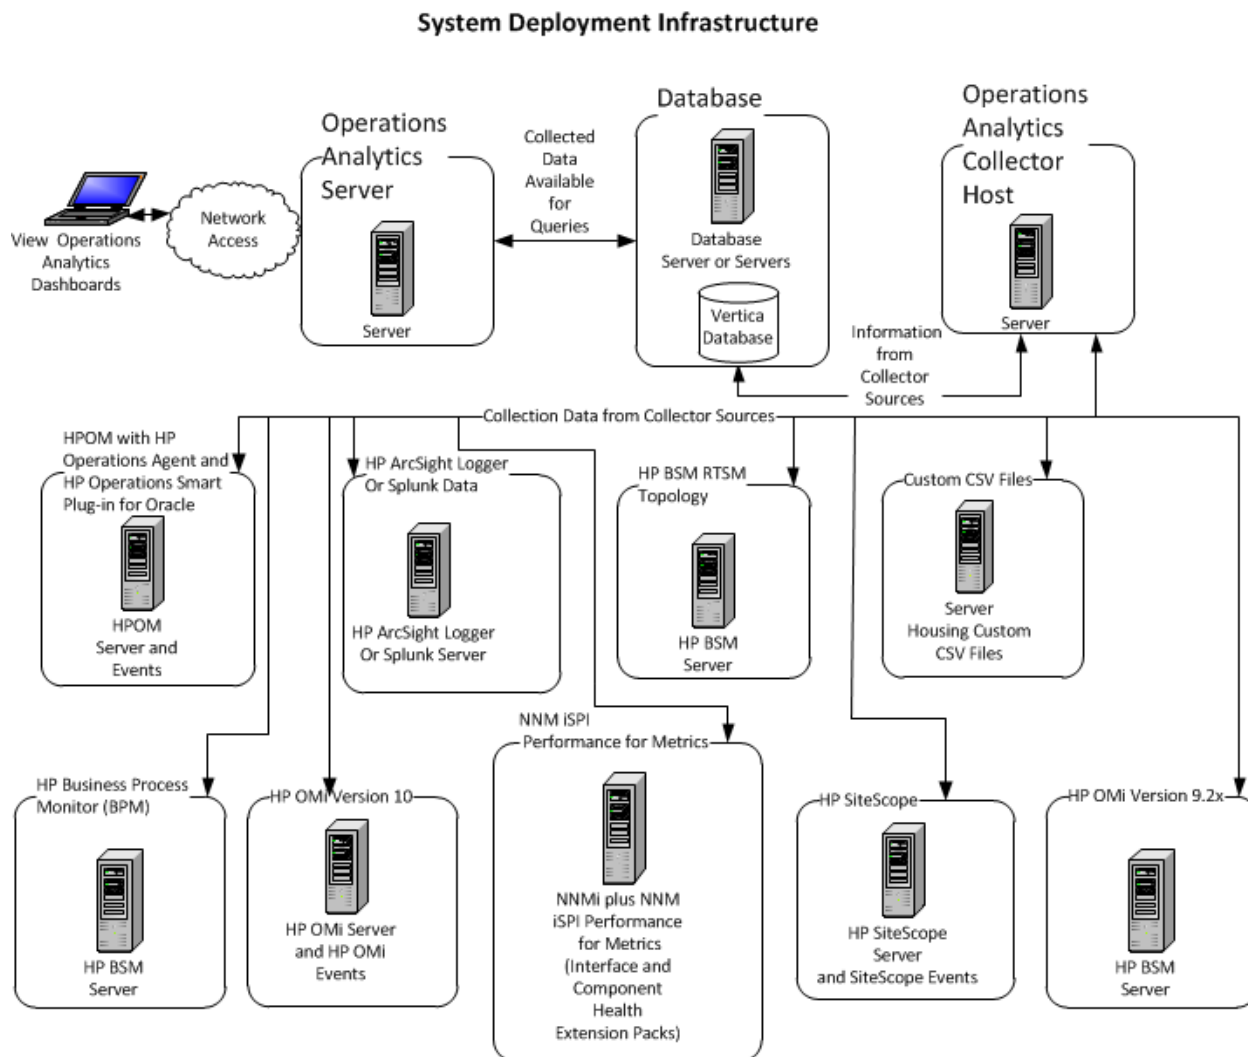 System Deployment Infrastructure
Operations
Analytics
Server
Server
Collected
Data
Available
for
Queries
Database
Database
Server or Servers
Vertica
Database
Operations
Analytics
Collector
Host
Server
View Operations
Analytics
Dashboards
Network
Access
Information
from
Collector
Sources
Collection Data from Collector Sources
HPOM with HP
Operations Agent and
HP Operations Smart
Plug-in for Oracle
HPOM
Server and
Events
HP ArcSight Logger
Or Splunk Data
HP ArcSight Logger
Or Splunk Server
HP BSM RTSM
Topology
HP BSM
Server
Custom CSV Files
Server
Housing Custom
CSV Files
HP Business Process
Monitor (BPM)
HP BSM
Server
HP OMi Version 10
HP OMi Server
and HP OMi
Events
NNM iSPI
Performance for Metrics
NNMi plus NNM
iSPI Performance
for Metrics
(Interface and
Component
Health
Extension Packs)
HP SiteScope
HP SiteScope
Server
and SiteScope Events
HP OMi Version 9.2x
HP BSM
Server